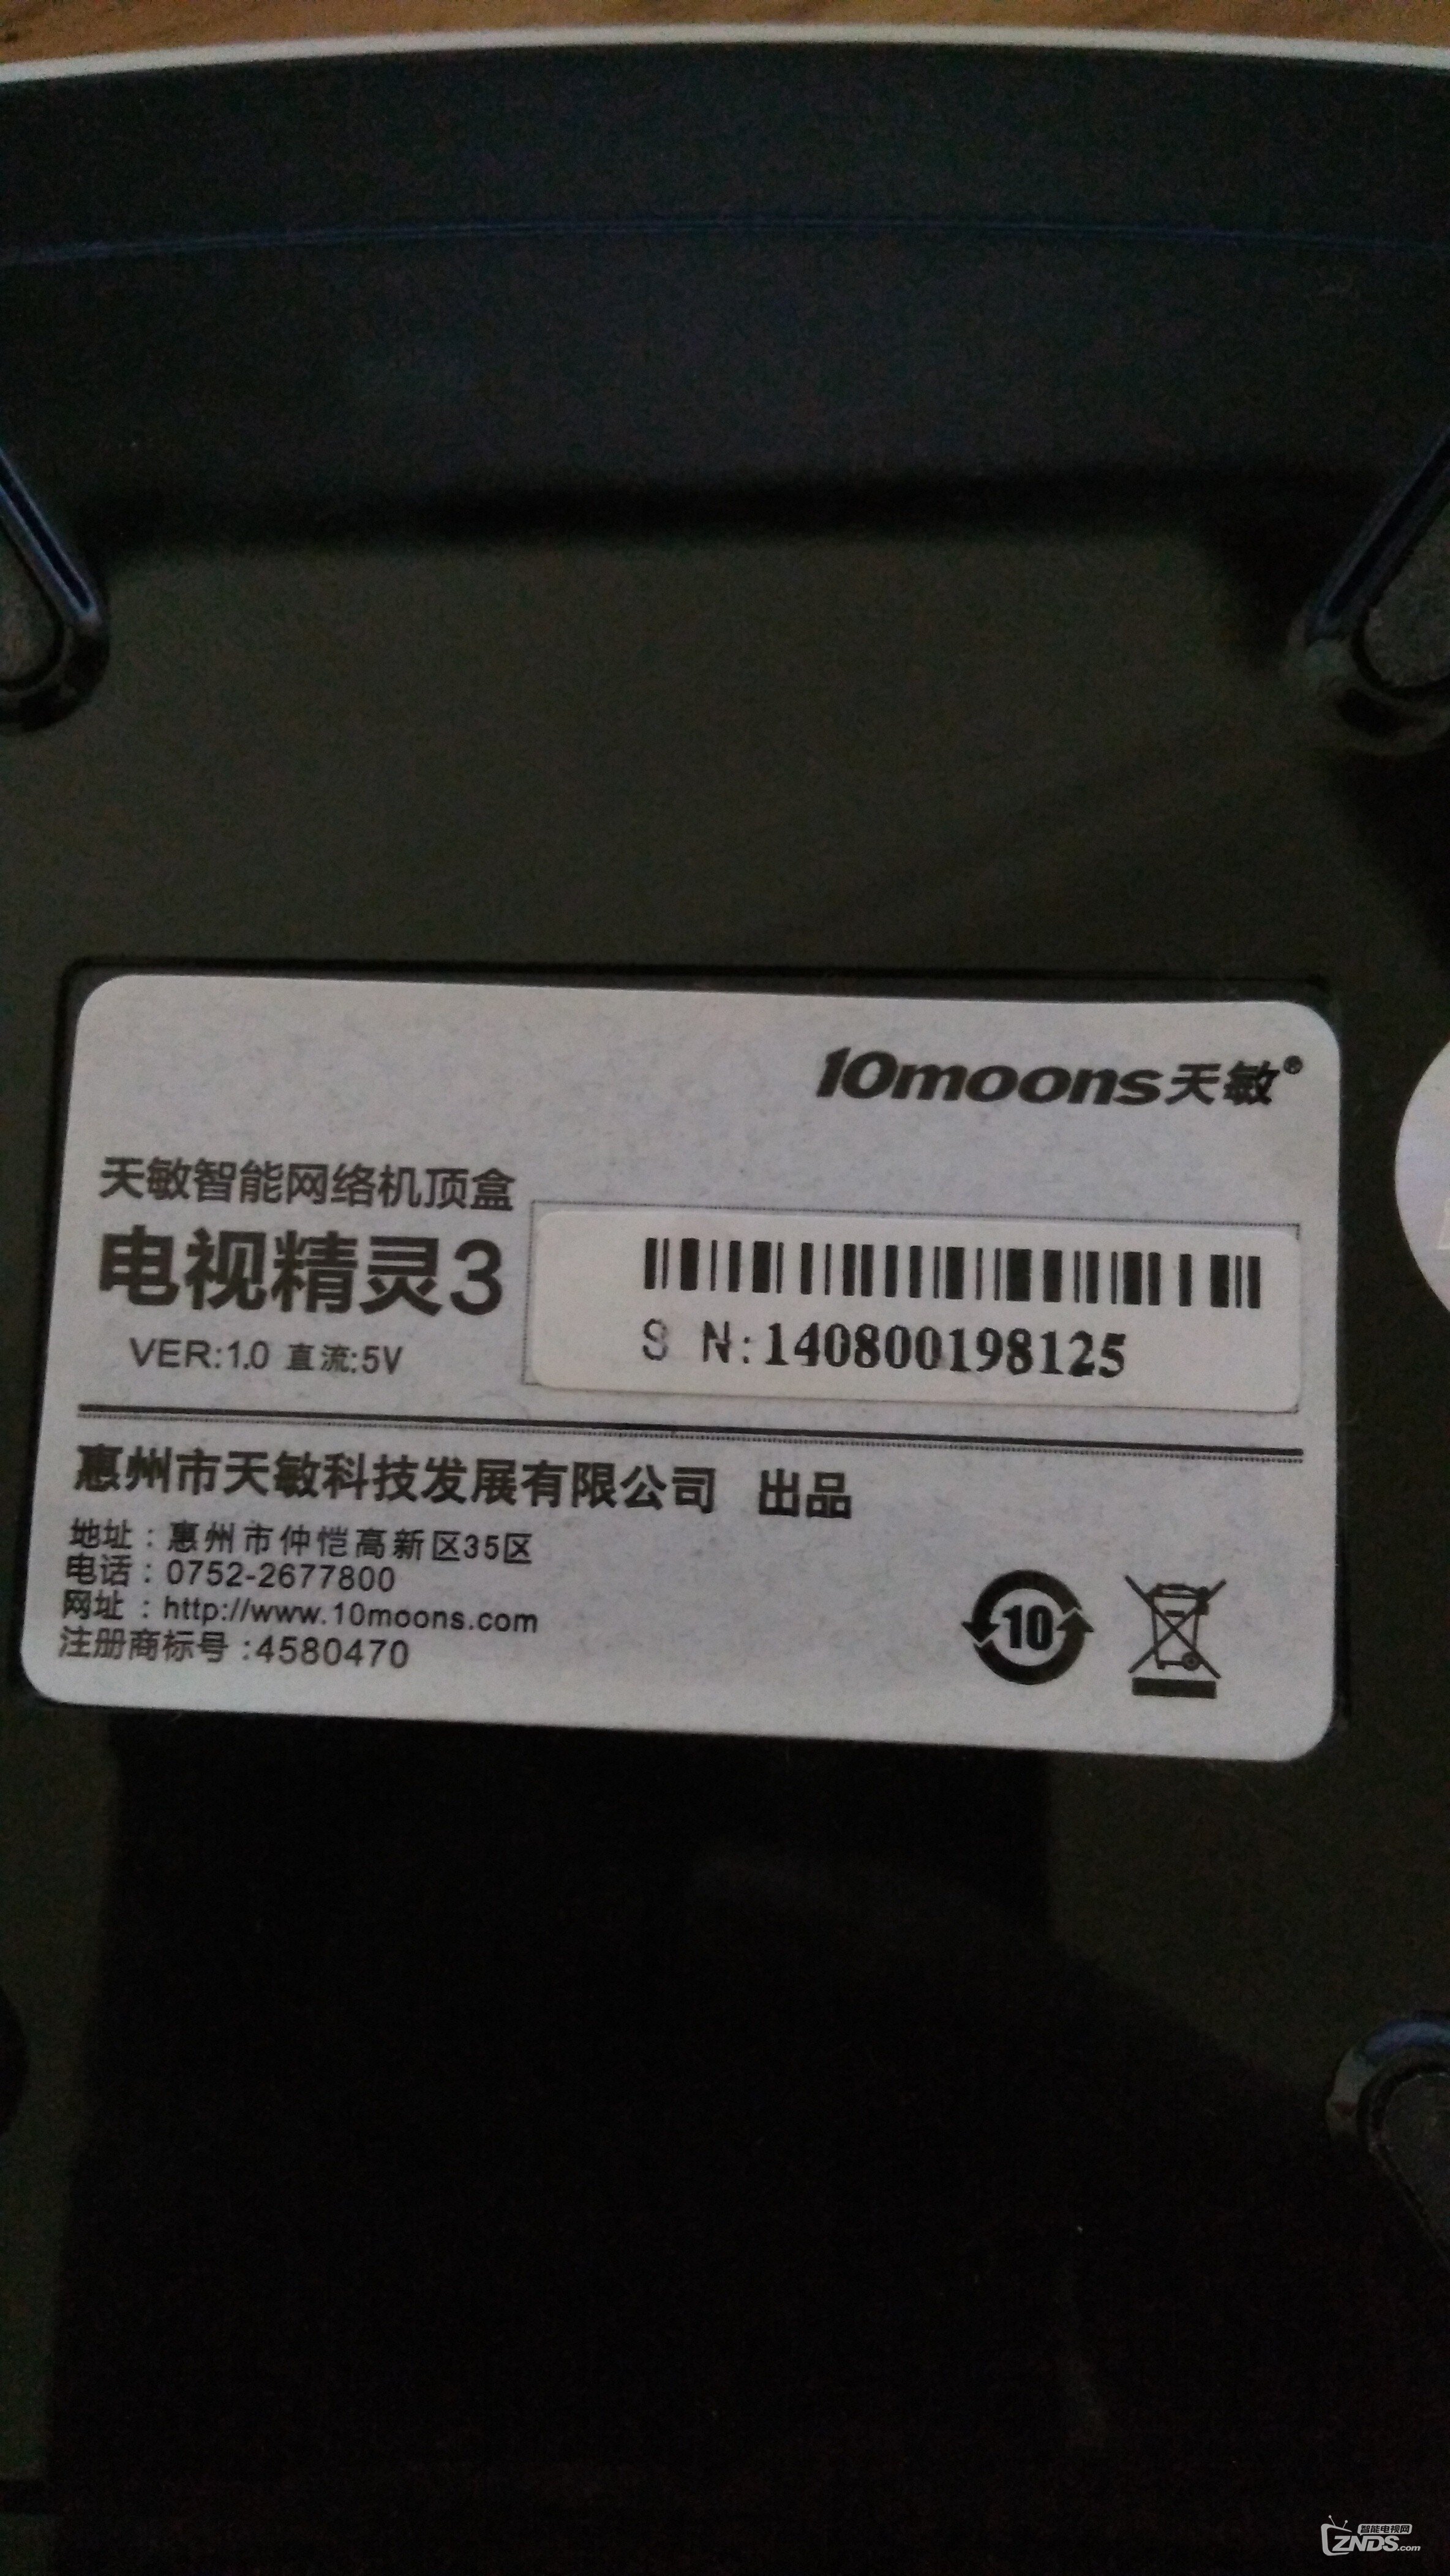 10moons天敏®
天敏智能网络机顶盒
电视精灵3
VER:1.0 直流:5V
S N:140800198125
惠州市天敏科技发展有限公司 出品
地址：惠州市仲恺高新区35区
电话：0752-2677800
网址：http://www.10moons.com
注册商标号:4580470
10
智能电视网
ZNDS.com